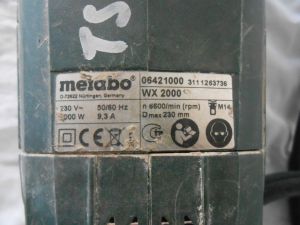 TS
metabo 06421000 3111263736
D-72622 Nürtingen, Germany WX 2000
230 V~ 50/60 Hz n 6600/min (rpm) M14
2000 W 9,3 A Dmax 230 mm